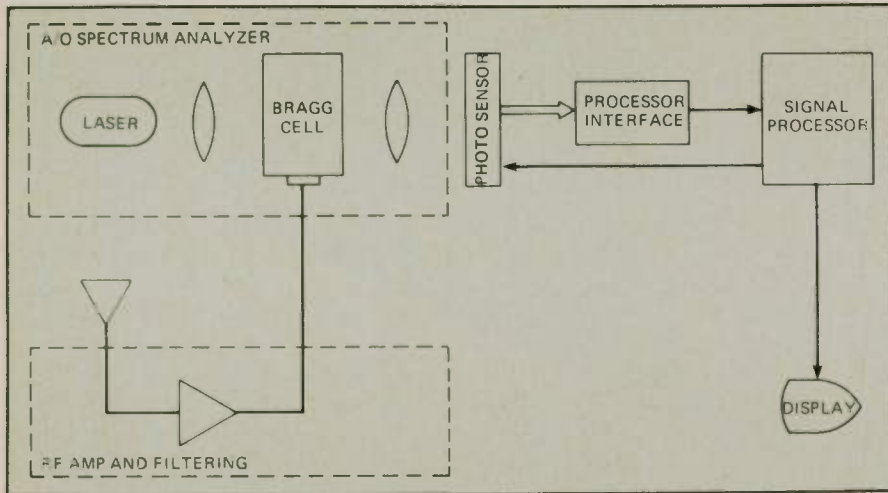 A/O SPECTRUM ANALYZER
LASER
BRAGG
CELL
PHOTO SENSOR
PROCESSOR
INTERFACE
SIGNAL
PROCESSOR
DISPLAY
RF AMP AND FILTERING